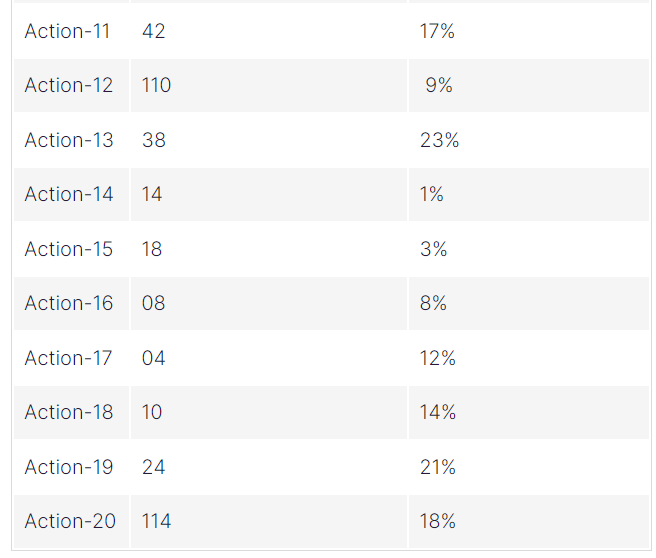 Action-11 42 17%
Action-12 110 9%
Action-13 38 23%
Action-14 14 1%
Action-15 18 3%
Action-16 08 8%
Action-17 04 12%
Action-18 10 14%
Action-19 24 21%
Action-20 114 18%